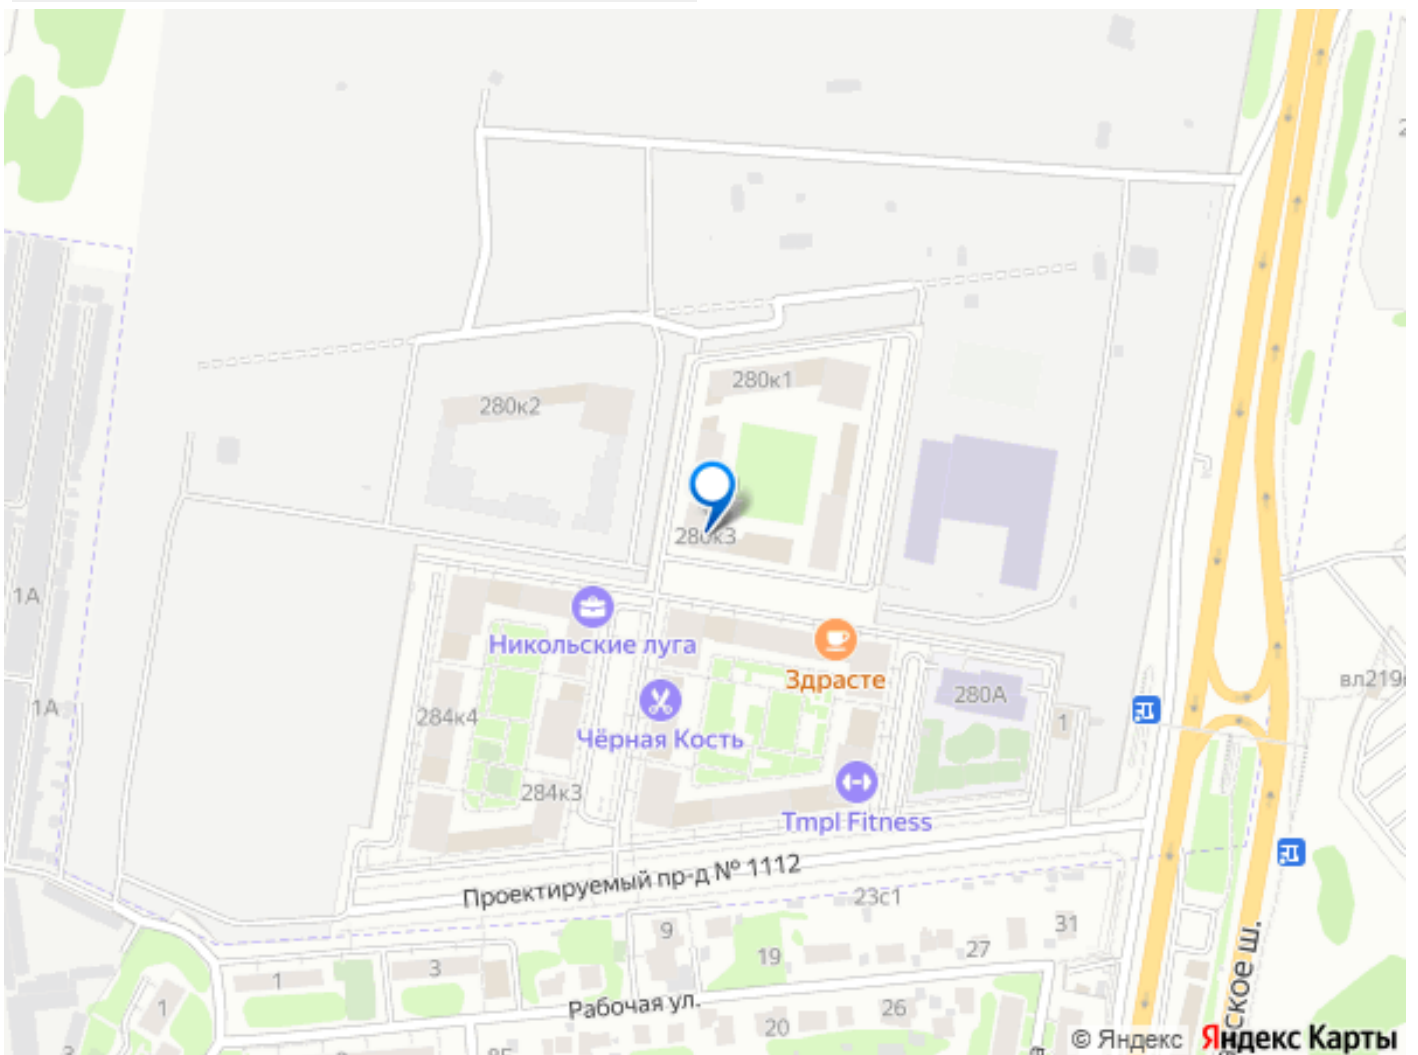 280к1
280к2
280к3
1А
Никольские луга
Здрасте
280А
вл219
1А
284к4
1
Чёрная Кость
284к3
Tmpl Fitness
Проектируемый пр-д № 1112
23с1
9
31
19
27
1
3
Рабочая ул.
26
1
20
ское ш.
© Яндекс Яндекс Карты